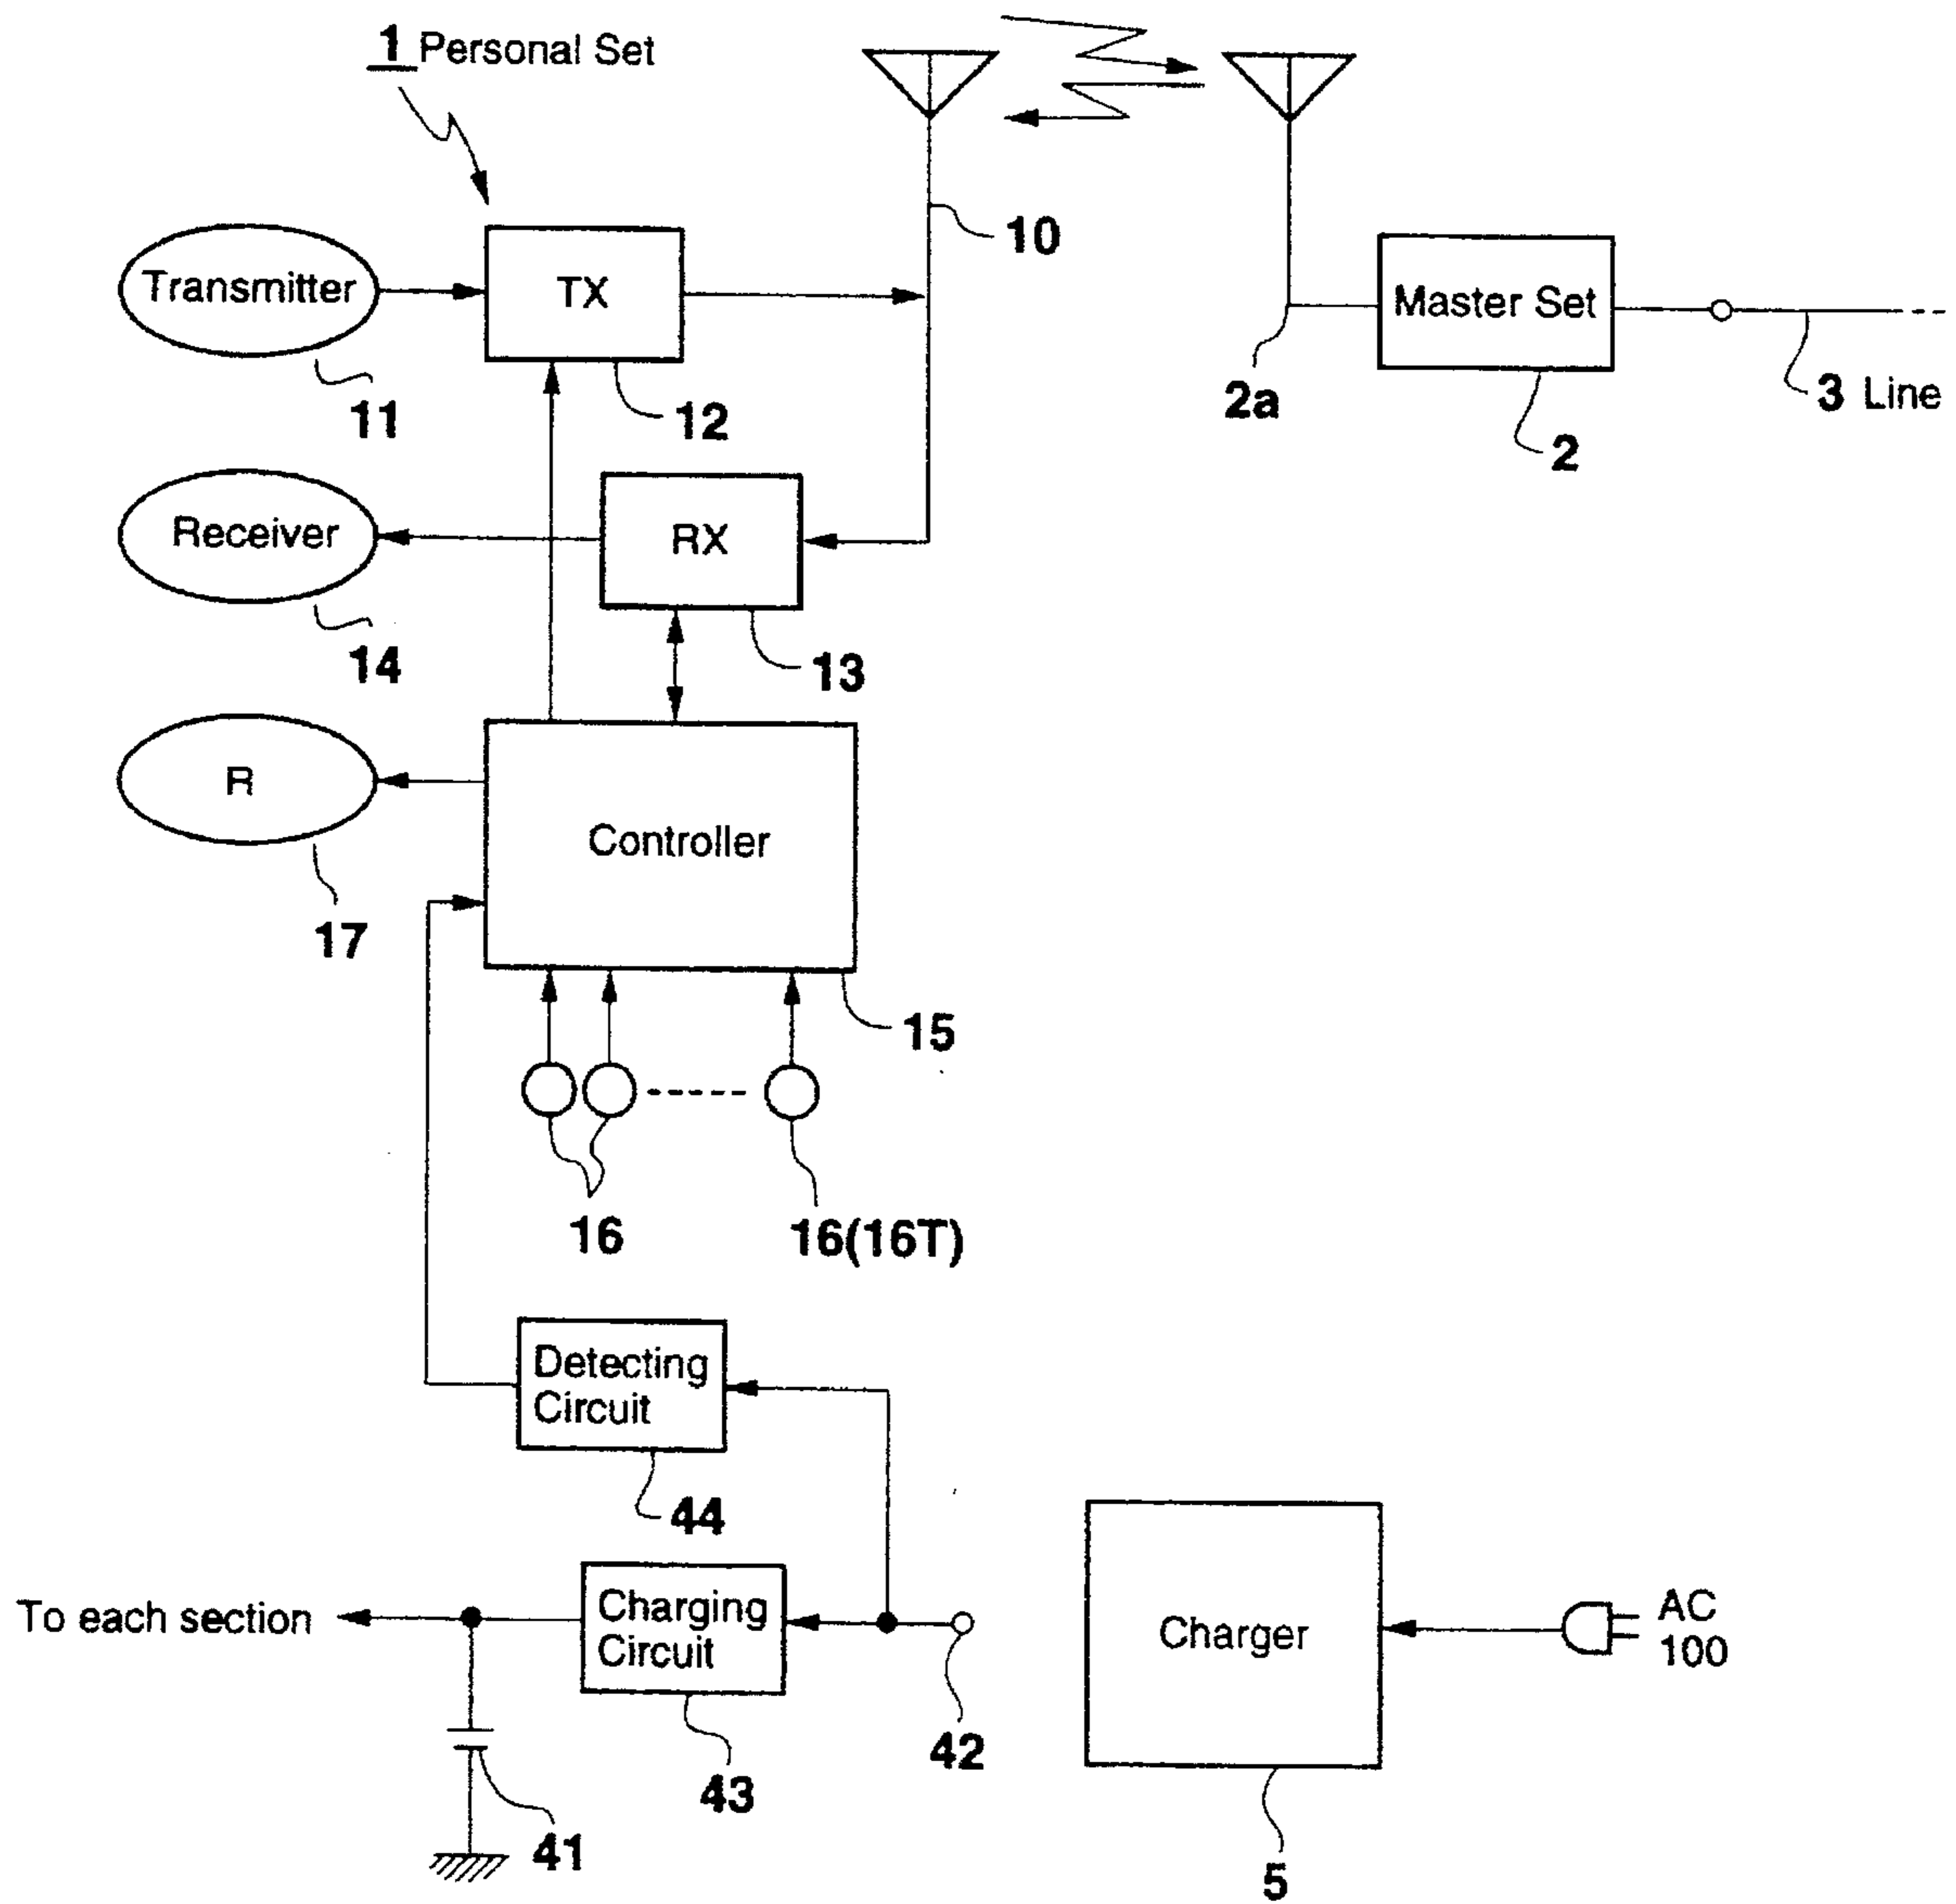 1 Personal Set
10
Transmitter
TX
Master Set
11
12
2a
3 Line
2
Receiver
RX
14
13
R
Controller
17
15
16
16(16T)
Detecting
Circuit
44
To each section
Charging
Circuit
Charger
AC
100
42
43
41
5